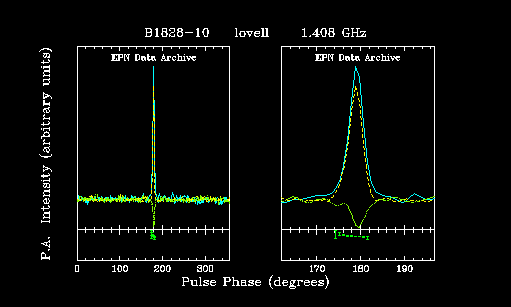 B1828-10 lovell 1.408 GHz
EPN Data Archive EPN Data Archive
P.A. Intensity (arbitrary units)
0 100 200 300 170 180 190
Pulse Phase (degrees)